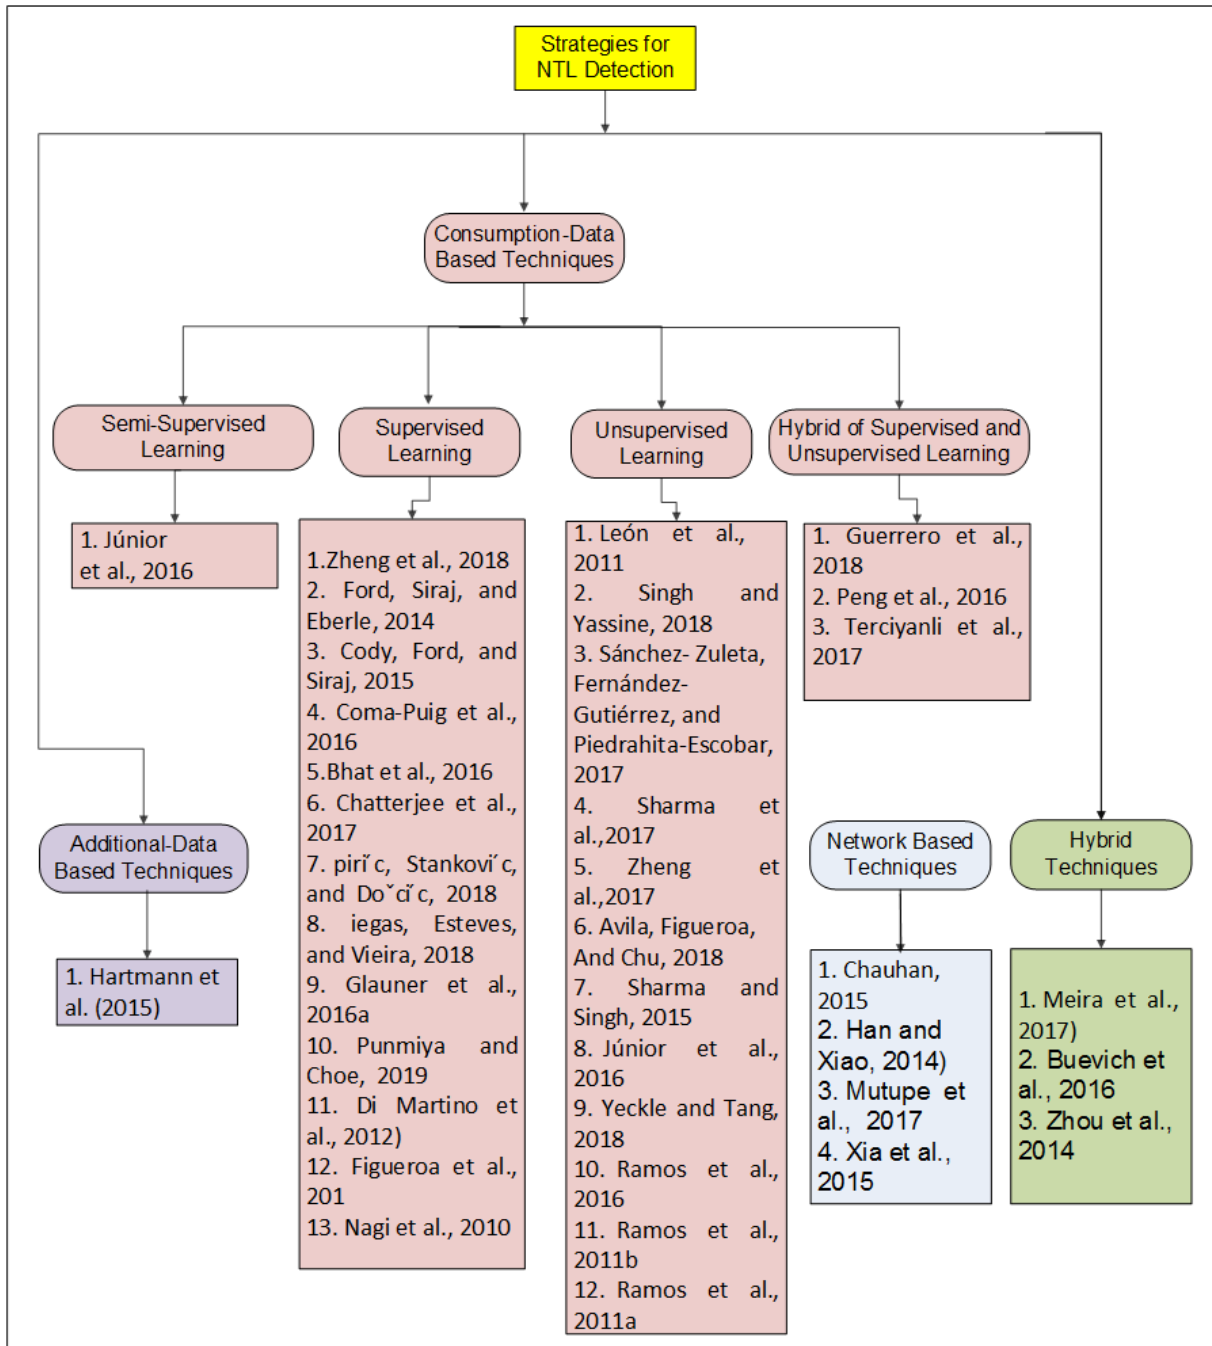 Strategies for
NTL Detection
Consumption-Data
Based Techniques
Semi-Supervised
Learning
1. Júnior
et al., 2016
Supervised
Learning
1.Zheng et al., 2018
2. Ford, Siraj, and
Eberle, 2014
3. Cody, Ford, and
Siraj, 2015
4. Coma-Puig et al.,
2016
5.Bhat et al., 2016
6. Chatterjee et al.,
2017
7. piri´c, Stankovi´c,
and Doˇci´c, 2018
8. iegas, Esteves,
and Vieira, 2018
9. Glauner et al.,
2016a
10. Punmiya and
Choe, 2019
11. Di Martino et
al., 2012)
12. Figueroa et al.,
201
13. Nagi et al., 2010
Unsupervised
Learning
1. León et al.,
2011
2. Singh and
Yassine, 2018
3. Sánchez- Zuleta,
Fernández-
Gutiérrez, and
Piedrahita-Escobar,
2017
4. Sharma et
al.,2017
5. Zheng et
al.,2017
6. Avila, Figueroa,
And Chu, 2018
7. Sharma and
Singh, 2015
8. Júnior et al.,
2016
9. Yeckle and Tang,
2018
10. Ramos et al.,
2016
11. Ramos et al.,
2011b
12. Ramos et al.,
2011a
Hybrid of Supervised and
Unsupervised Learning
1. Guerrero et al.,
2018
2. Peng et al., 2016
3. Terciyanli et al.,
2017
Additional-Data
Based Techniques
1. Hartmann et
al. (2015)
Network Based
Techniques
1. Chauhan,
2015
2. Han and
Xiao, 2014)
3. Mutupe et
al., 2017
4. Xia et al.,
2015
Hybrid
Techniques
1. Meira et al.,
2017)
2. Buevich et
al., 2016
3. Zhou et al.,
2014